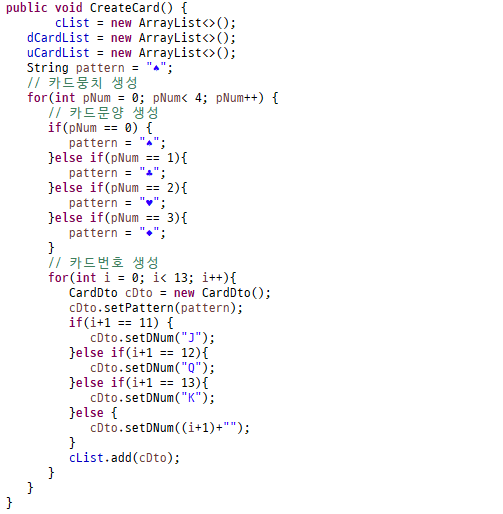 public void CreateCard() {
cList = new ArrayList<>();
dCardList = new ArrayList<>();
uCardList = new ArrayList<>();
String pattern = "♠";
// 카드뭉치 생성
for(int pNum = 0; pNum< 4; pNum++) {
// 카드문양 생성
if(pNum == 0) {
pattern = "♠";
}else if(pNum == 1){
pattern = "♣";
}else if(pNum == 2){
pattern = "♥";
}else if(pNum == 3){
pattern = "◆";
}
// 카드번호 생성
for(int i = 0; i< 13; i++){
CardDto cDto = new CardDto();
cDto.setPattern(pattern);
if(i+1 == 11) {
cDto.setDNum("J");
}else if(i+1 == 12){
cDto.setDNum("Q");
}else if(i+1 == 13){
cDto.setDNum("K");
}else {
cDto.setDNum((i+1)+"");
}
cList.add(cDto);
}
}
}